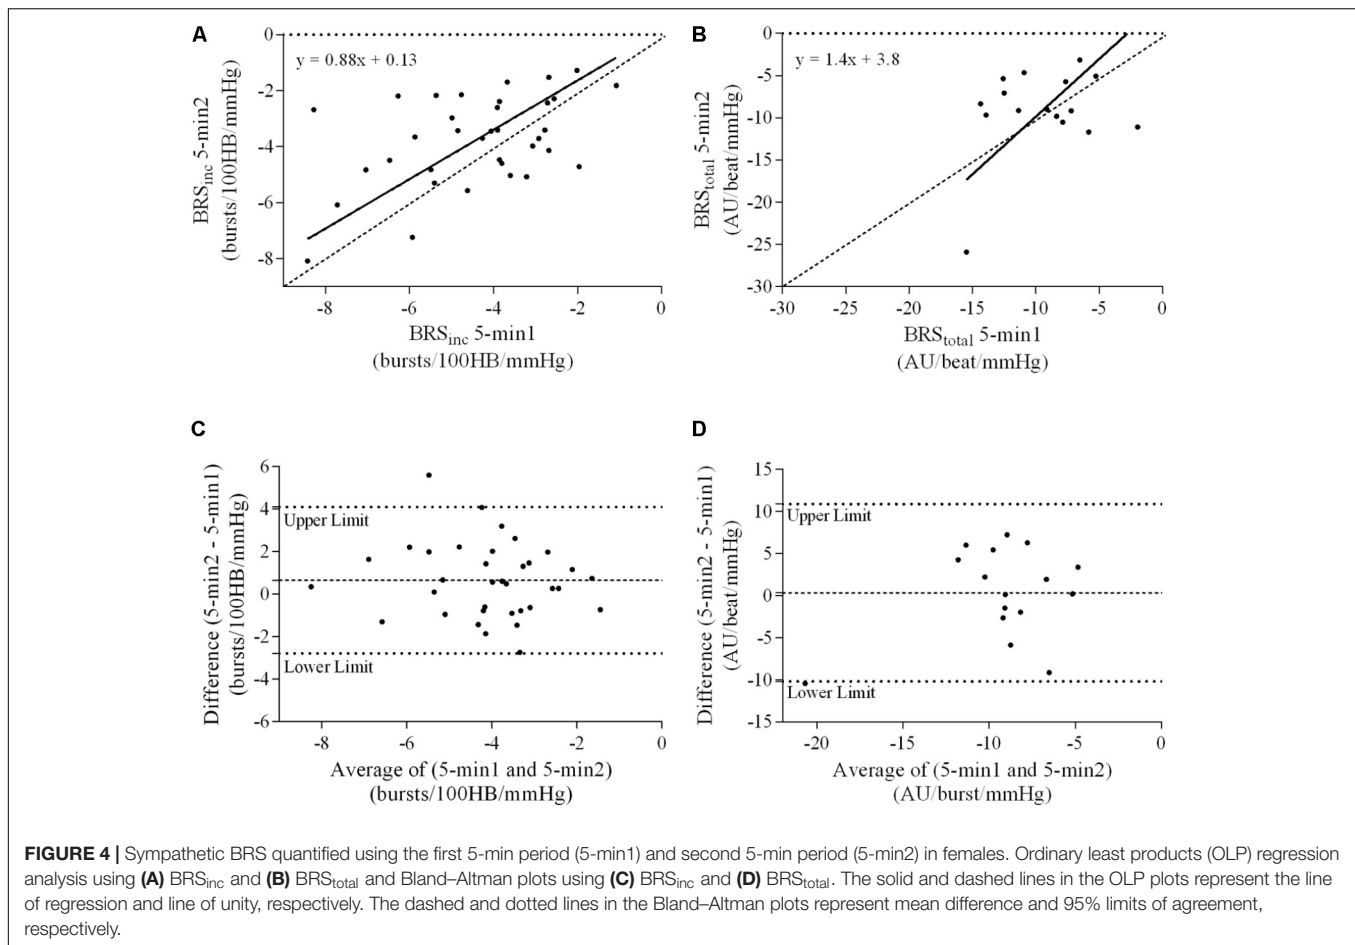 A
B
0
-2
-4
-6
-8
y = 0.88x + 0.13
BRSinc 5-min2
(bursts/100HB/mmHg)
-8
-6
-4
-2
0
BRSinc 5-min1
(bursts/100HB/mmHg)
0
-5
-10
-15
-20
-25
-30
y = 1.4x + 3.8
BRStotal 5-min2
(AU/beat/mmHg)
-30
-25
-20
-15
-10
-5
0
BRStotal 5-min1
(AU/beat/mmHg)
C
D
6
4
2
0
-2
-4
-6
Upper Limit
Lower Limit
Difference (5-min2 - 5-min1)
(bursts/100HB/mmHg)
-8
-6
-4
-2
0
Average of (5-min1 and 5-min2)
(bursts/100HB/mmHg)
15
10
5
0
-5
-10
-15
Upper Limit
Lower Limit
Difference (5-min2 - 5-min1)
(AU/beat/mmHg)
-20
-15
-10
-5
0
Average of (5-min1 and 5-min2)
(AU/burst/mmHg)
FIGURE 4 | Sympathetic BRS quantified using the first 5-min period (5-min1) and second 5-min period (5-min2) in females. Ordinary least products (OLP) regression
analysis using (A) BRSinc and (B) BRStotal and Bland–Altman plots using (C) BRSinc and (D) BRStotal. The solid and dashed lines in the OLP plots represent the line
of regression and line of unity, respectively. The dashed and dotted lines in the Bland–Altman plots represent mean difference and 95% limits of agreement,
respectively.